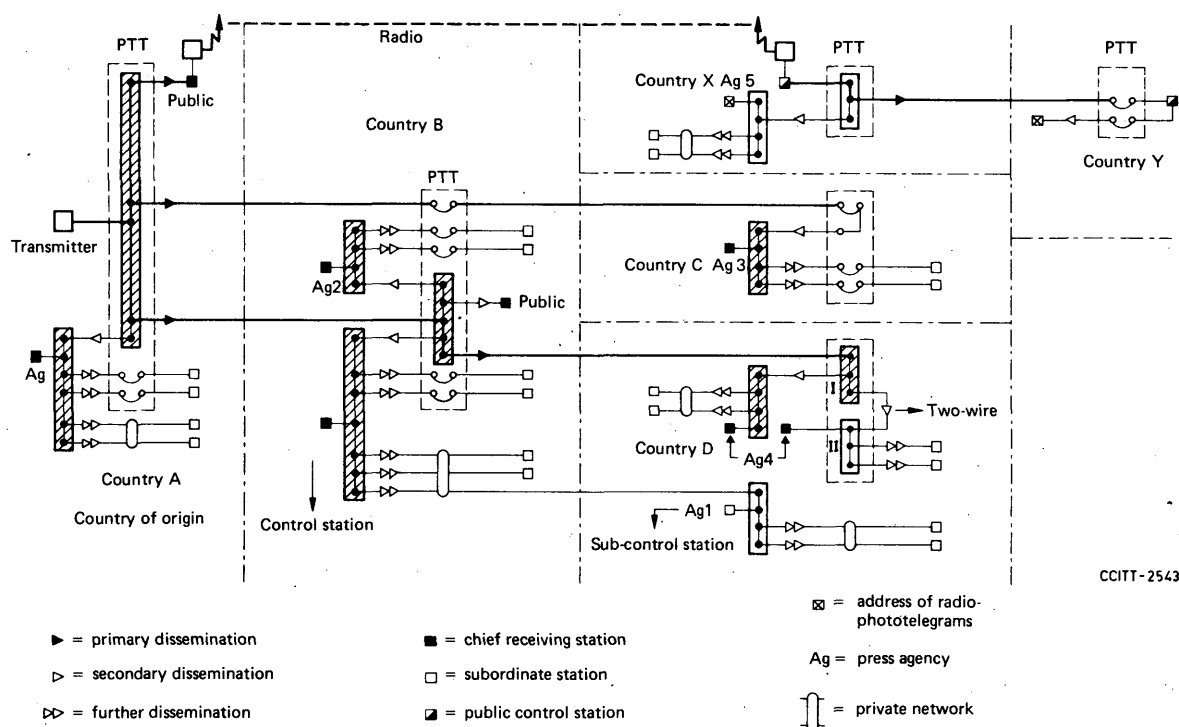 Radio
PTT
Public
Country B
PTT
Transmitter
Ag2
Public
Ag
Country A
Country of origin
Control station
Country X Ag 5
PTT
PTT
Country Y
Country C Ag 3
I
Two-wire
II
Country D
Ag4
Ag1
Sub-control station
CCITT-2543
= primary dissemination
= secondary dissemination
= further dissemination
= chief receiving station
= subordinate station
= public control station
= address of radio-
phototelegrams
Ag = press agency
= private network